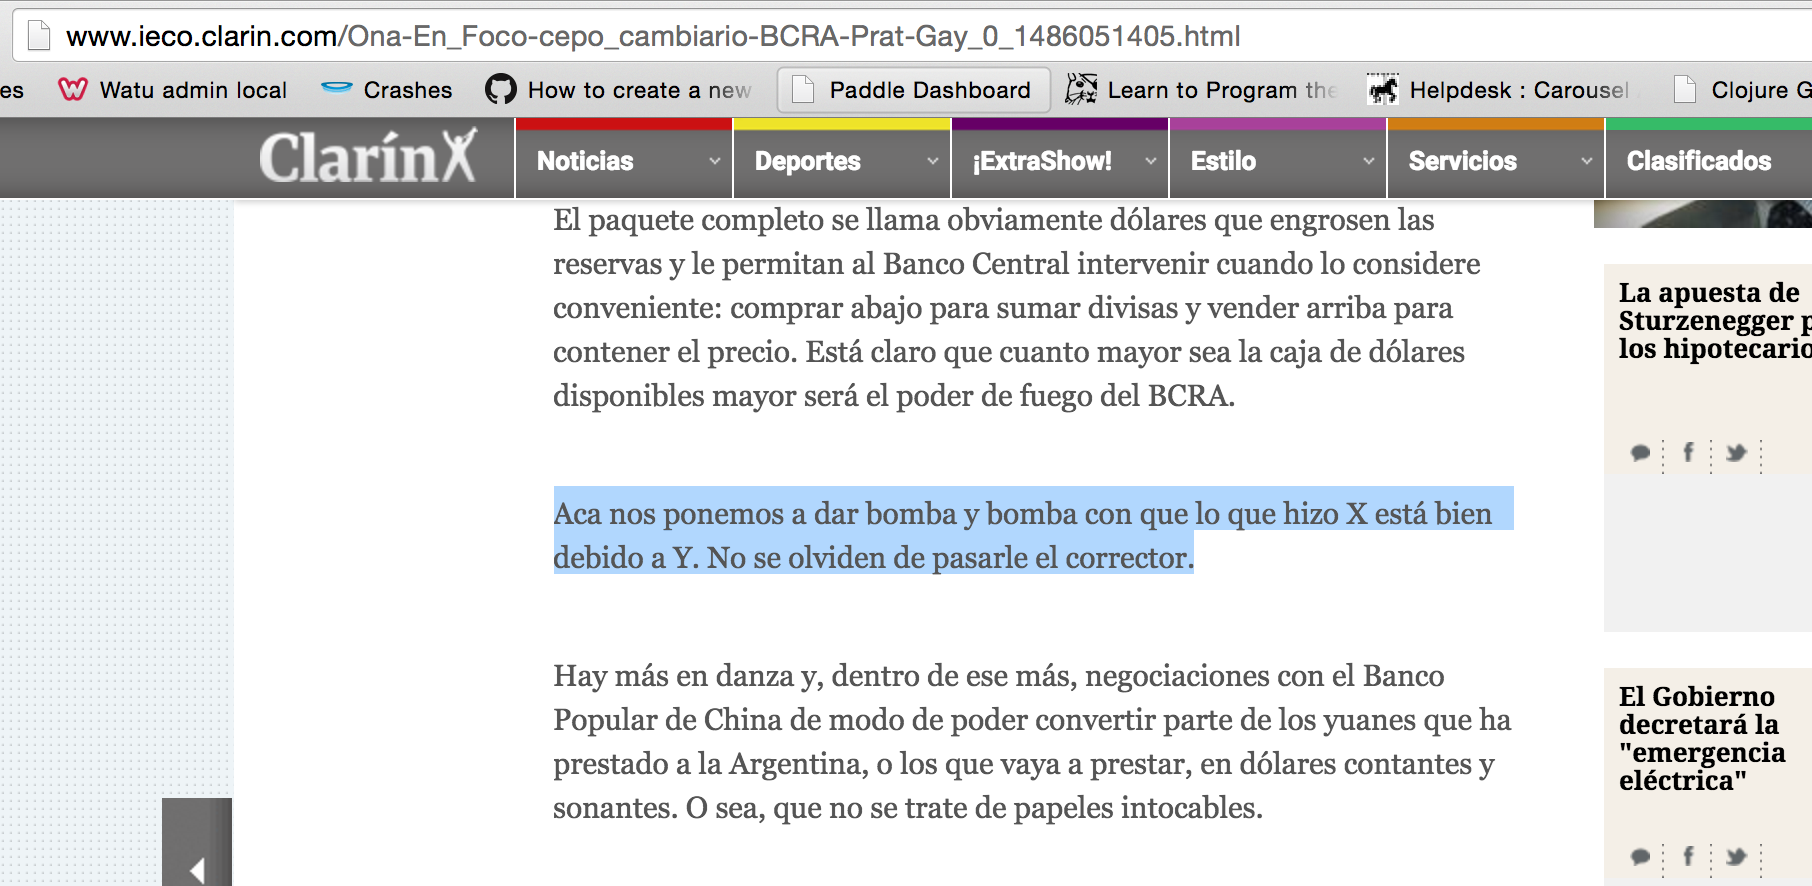 www.ieco.clarin.com/Ona-En_Foco-cepo_cambiario-BCRA-Prat-Gay_0_1486051405.html
es Watu admin local Crashes How to create a new Paddle Dashboard Learn to Program the Helpdesk : Carousel Clojure G
Clarín Noticias Deportes ¡ExtraShow! Estilo Servicios Clasificados
El paquete completo se llama obviamente dólares que engrosen las
reservas y le permitan al Banco Central intervenir cuando lo considere
conveniente: comprar abajo para sumar divisas y vender arriba para
contener el precio. Está claro que cuanto mayor sea la caja de dólares
disponibles mayor será el poder de fuego del BCRA.
Aca nos ponemos a dar bomba y bomba con que lo que hizo X está bien
debido a Y. No se olviden de pasarle el corrector.
Hay más en danza y, dentro de ese más, negociaciones con el Banco
Popular de China de modo de poder convertir parte de los yuanes que ha
prestado a la Argentina, o los que vaya a prestar, en dólares contantes y
sonantes. O sea, que no se trate de papeles intocables.
La apuesta de
Sturzenegger p
los hipotecario
El Gobierno
decretará la
"emergencia
eléctrica"